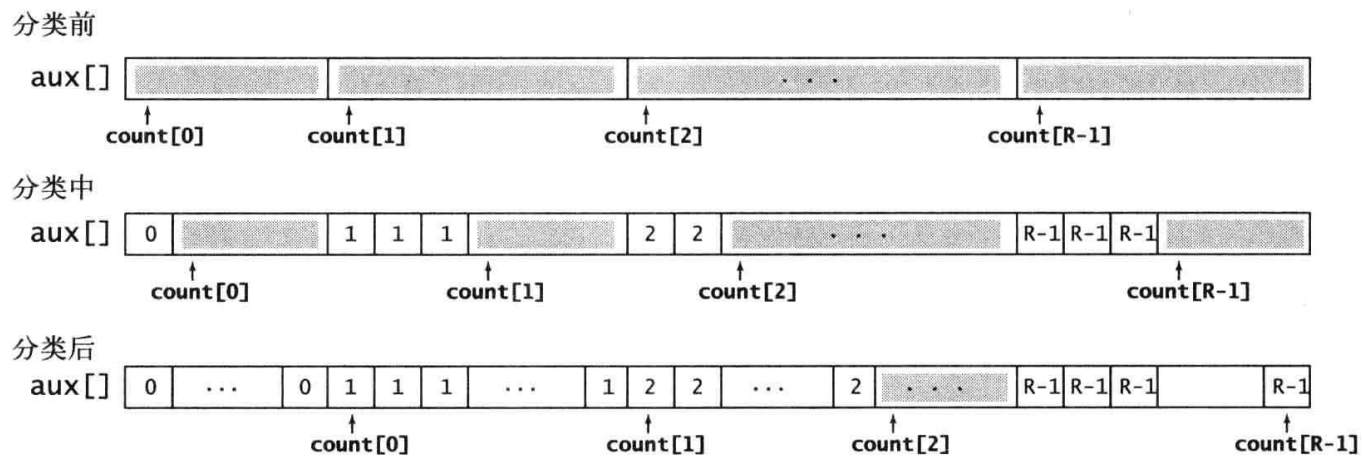 分类前
aux[] . . .
count[0] count[1] count[2] count[R-1]
分类中
aux[] 0 1 1 1 2 2 . . . R-1 R-1 R-1
count[0] count[1] count[2] count[R-1]
分类后
aux[] 0 ... 0 1 1 1 ... 1 2 2 ... 2 . . . R-1 R-1 R-1 R-1
count[0] count[1] count[2] count[R-1]